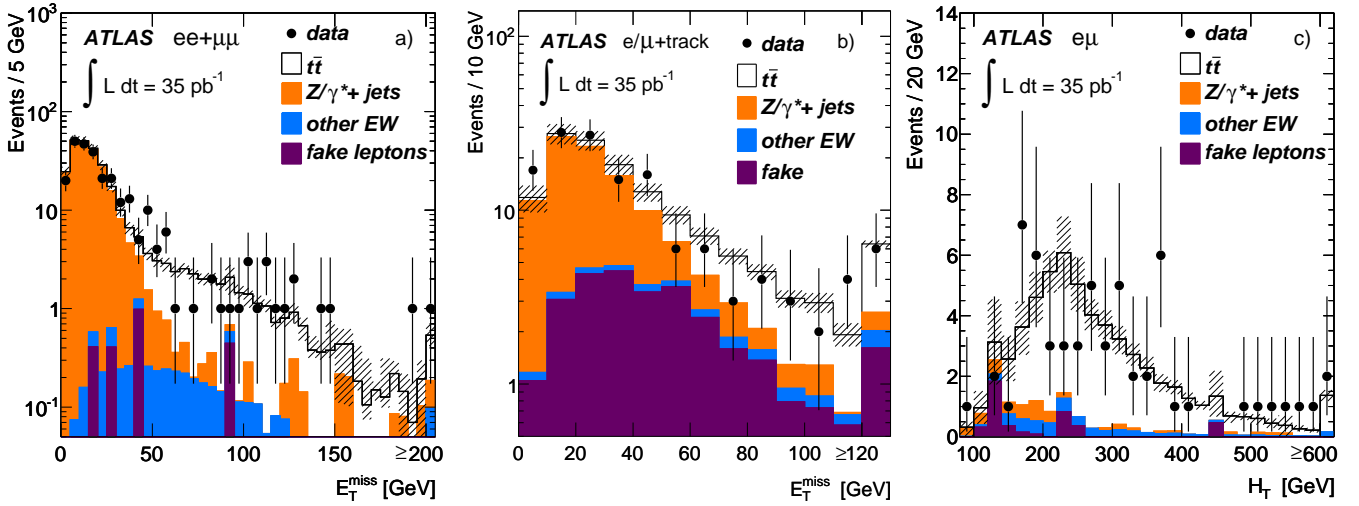 Events / 5 GeV
10³
10²
10
1
10⁻¹
ATLAS ee+μμ
∫ L dt = 35 pb⁻¹
a)
data
tt̄
Z/γ*+ jets
other EW
fake leptons
0 50 100 150 ≥200
E_T^miss [GeV]
Events / 10 GeV
10²
10
1
ATLAS e/μ+track
∫ L dt = 35 pb⁻¹
b)
data
tt̄
Z/γ*+ jets
other EW
fake
0 20 40 60 80 100 ≥120
E_T^miss [GeV]
Events / 20 GeV
14
12
10
8
6
4
2
0
ATLAS eμ
∫ L dt = 35 pb⁻¹
c)
data
tt̄
Z/γ*+ jets
other EW
fake leptons
100 200 300 400 500 ≥600
H_T [GeV]